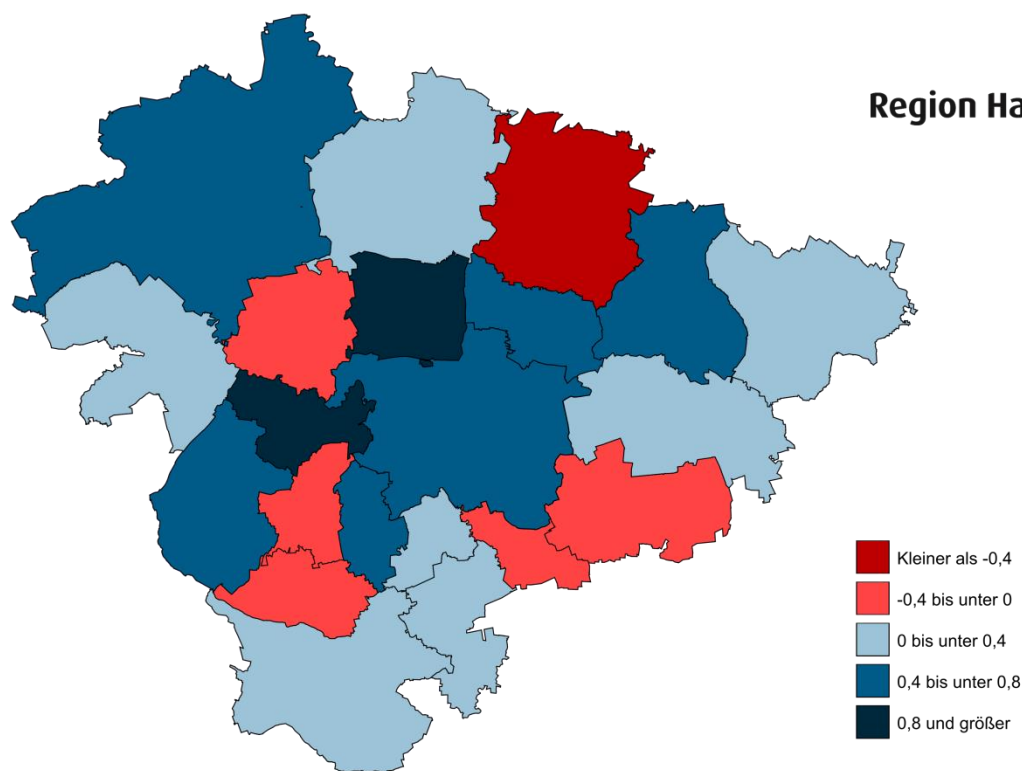 Region Ha
Kleiner als -0,4
-0,4 bis unter 0
0 bis unter 0,4
0,4 bis unter 0,8
0,8 und größer